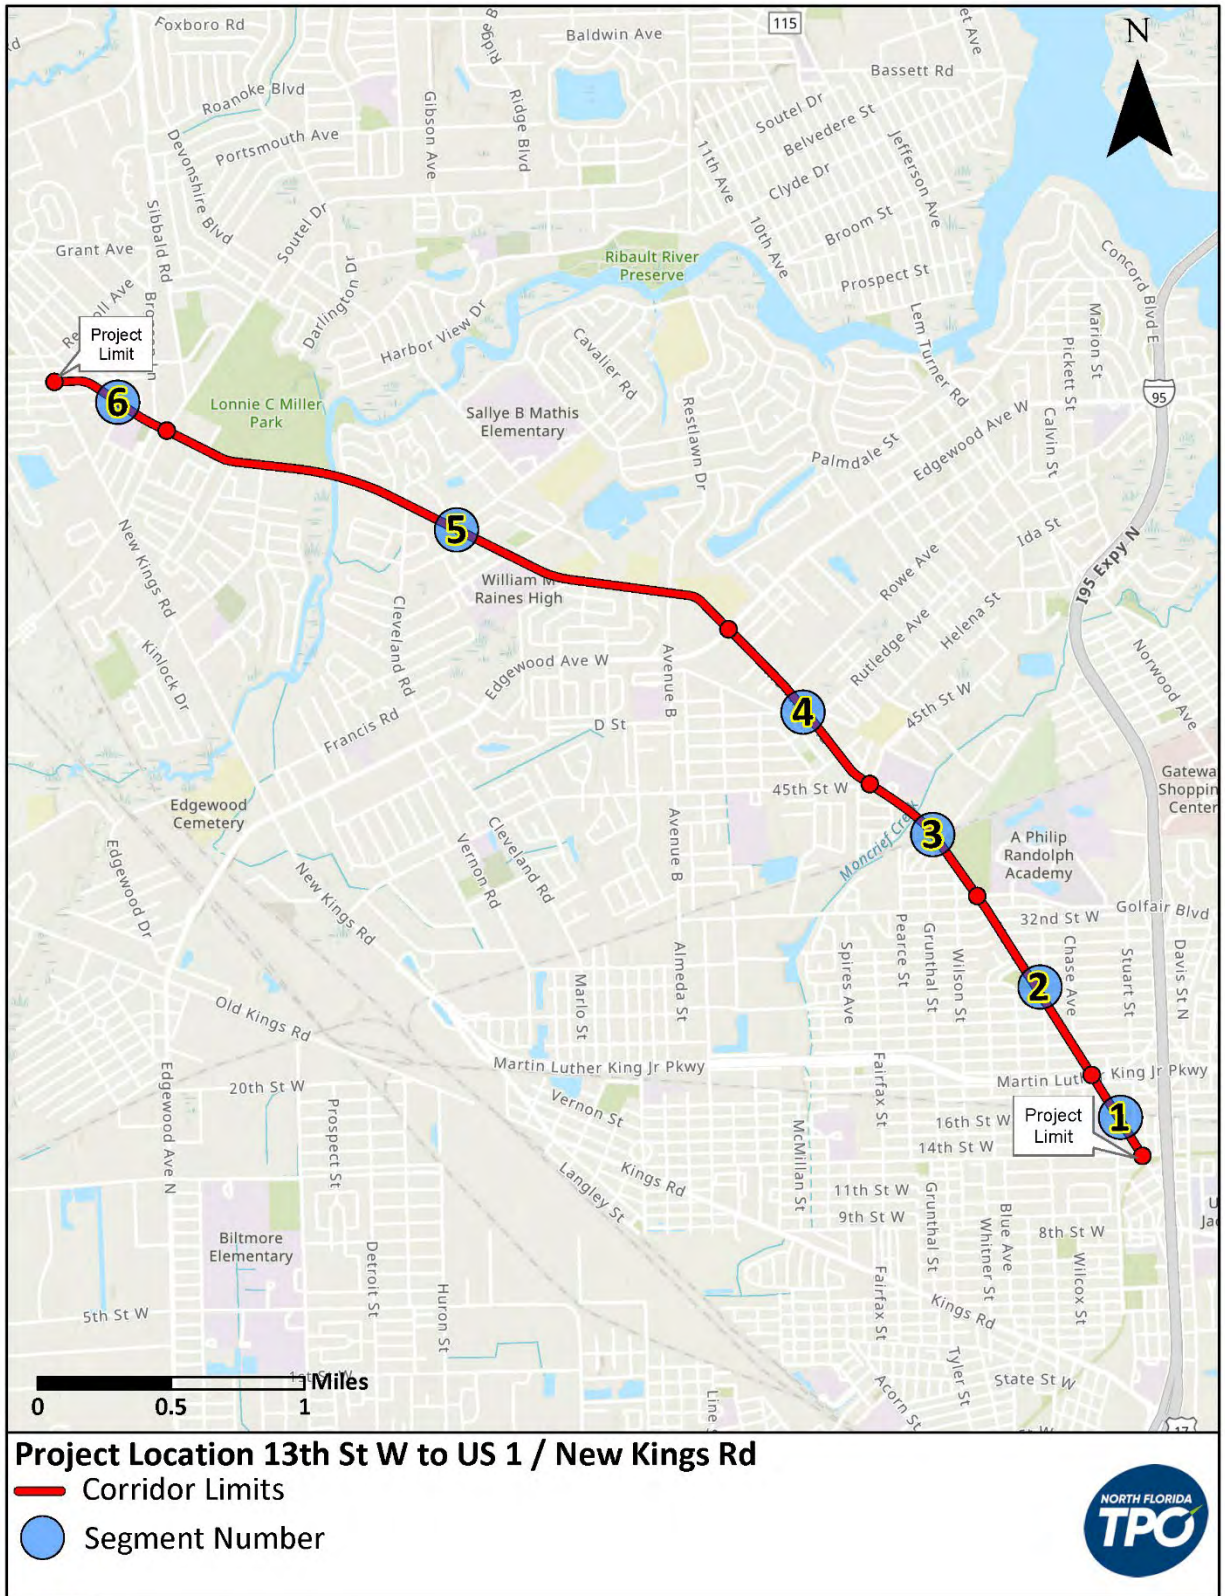 Foxboro Rd
Baldwin Ave
115
N
Bassett Rd
Roanoke Blvd
Gibson Ave
Ridge Blvd
Soutel Dr
Belvedere St
Portsmouth Ave
Devonshire Blvd
11th Ave
Clyde Dr
Jefferson Ave
Sibbald Rd
Soutel Dr
Grant Ave
10th Ave
Broom St
Ribault River
Preserve
Prospect St
Concord Blvd E
Darlington Dr
Harbor View Dr
Cavalier Rd
Lem Turner Rd
Marion St
Pickett St
Project
Limit
95
6
Lonnie C Miller
Park
Sallye B Mathis
Elementary
Restlawn Dr
Palmdale St
Edgewood Ave W
Calvin St
5
New Kings Rd
Ida St
I95 Expy N
William M
Raines High
Rowe Ave
Cleveland Rd
Rutledge Ave
Helena St
Kinlock Dr
Edgewood Ave W
Avenue B
Norwood Ave
4
45th St W
Francis Rd
D St
Edgewood
Cemetery
45th St W
Gateway
Shopping
Center
3
Moncrief Creek
A Philip
Randolph
Academy
Edgewood Dr
Cleveland Rd
Vernon Rd
Avenue B
New Kings Rd
32nd St W
Golfair Blvd
Pearce St
Grunthal St
Wilson St
Chase Ave
Stuart St
Davis St N
Spires Ave
Almeda St
Marlo St
2
Old Kings Rd
Martin Luther King Jr Pkwy
Martin Luther King Jr Pkwy
20th St W
Edgewood Ave N
Vernon St
Fairfax St
16th St W
Project
Limit
1
14th St W
McMillan St
Prospect St
Kings Rd
Langley St
11th St W
9th St W
Grunthal St
Blue Ave
Whitner St
8th St W
Wilcox St
Biltmore
Elementary
Detroit St
Huron St
Fairfax St
5th St W
Kings Rd
Tyler St
State St W
Acorn St
Line
1st St W
Miles
0 0.5 1
17
Project Location 13th St W to US 1 / New Kings Rd
Corridor Limits
Segment Number
NORTH FLORIDA
TPO